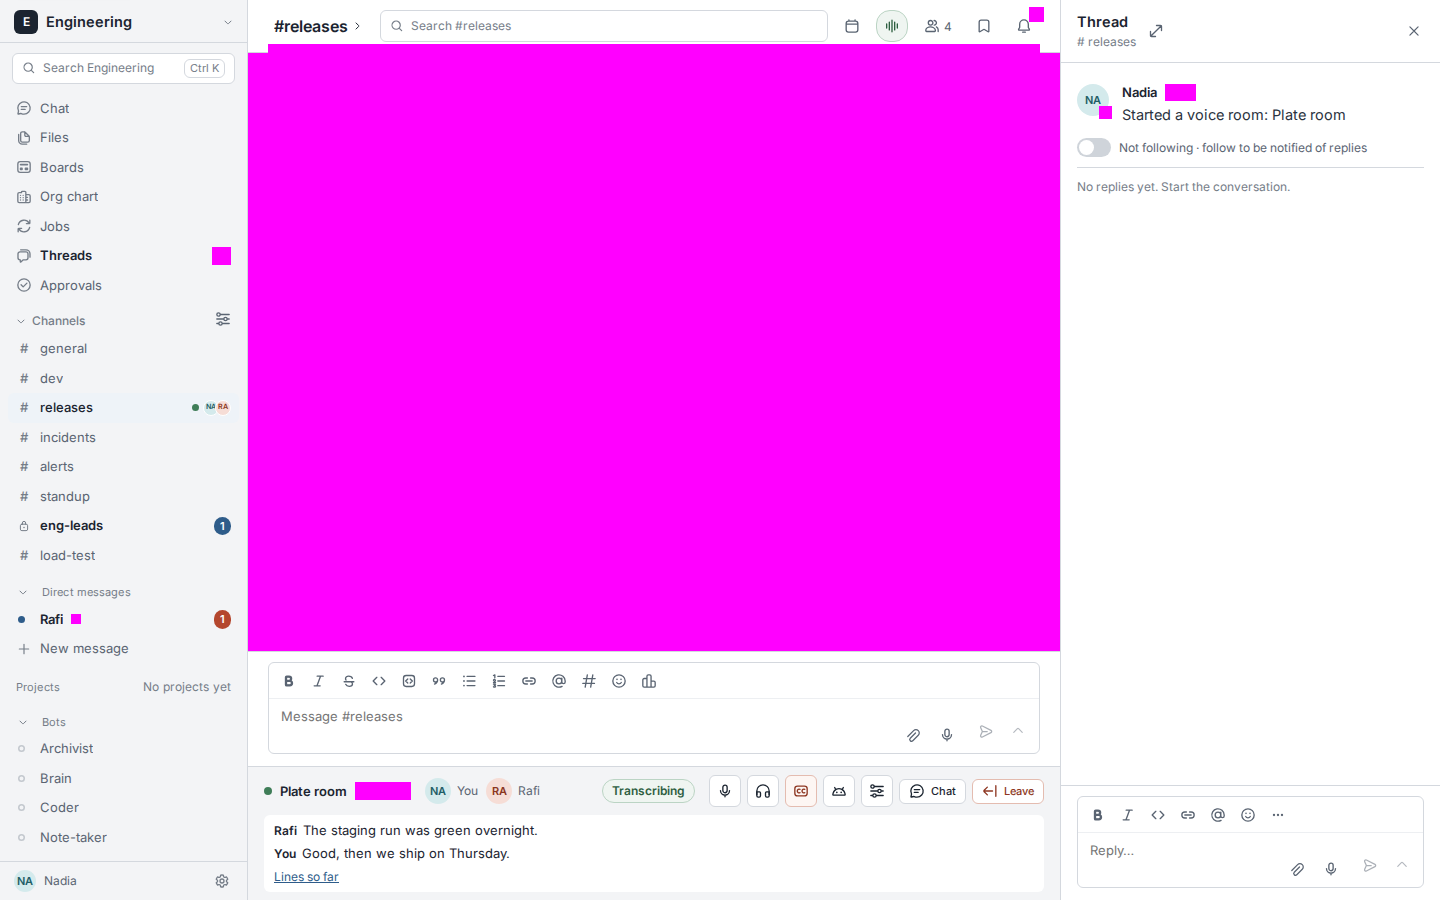 E Engineering
Search Engineering Ctrl K
Chat
Files
Boards
Org chart
Jobs
Threads
Approvals
Channels
# general
# dev
# releases NA RA
# incidents
# alerts
# standup
eng-leads 1
# load-test
Direct messages
Rafi 1
New message
Projects No projects yet
Bots
Archivist
Brain
Coder
Note-taker
NA Nadia
#releases
Search #releases
4
Message #releases
Plate room NA You RA Rafi Transcribing CC Chat Leave
Rafi The staging run was green overnight.
You Good, then we ship on Thursday.
Lines so far
Thread
# releases
NA Nadia
Started a voice room: Plate room
Not following · follow to be notified of replies
No replies yet. Start the conversation.
Reply...